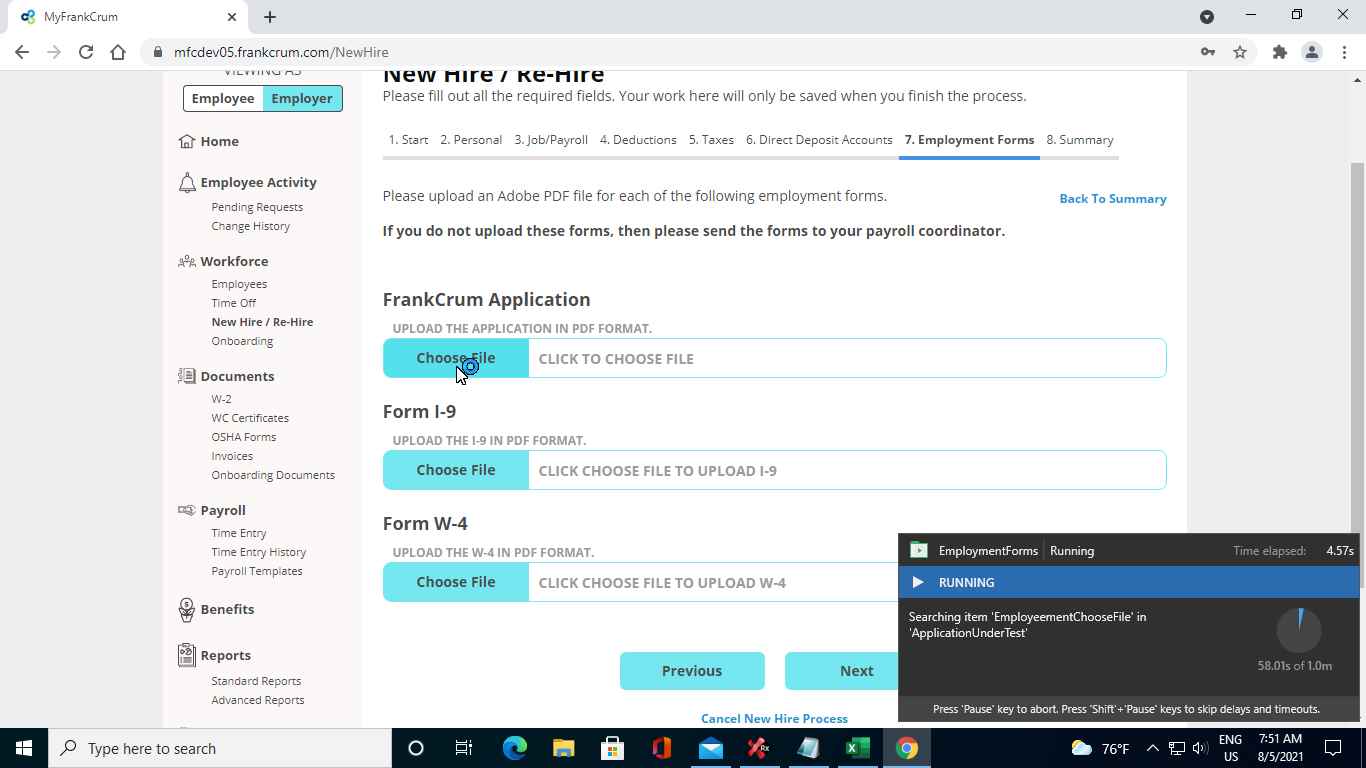 MyFrankCrum
mfcdev05.frankcrum.com/NewHire
VIEWING AS
Employee Employer
Home
Employee Activity
Pending Requests
Change History
Workforce
Employees
Time Off
New Hire / Re-Hire
Onboarding
Documents
W-2
WC Certificates
OSHA Forms
Invoices
Onboarding Documents
Payroll
Time Entry
Time Entry History
Payroll Templates
Benefits
Reports
Standard Reports
Advanced Reports
New Hire / Re-Hire
Please fill out all the required fields. Your work here will only be saved when you finish the process.
1. Start 2. Personal 3. Job/Payroll 4. Deductions 5. Taxes 6. Direct Deposit Accounts 7. Employment Forms 8. Summary
Please upload an Adobe PDF file for each of the following employment forms.
Back To Summary
If you do not upload these forms, then please send the forms to your payroll coordinator.
FrankCrum Application
UPLOAD THE APPLICATION IN PDF FORMAT.
Choose File CLICK TO CHOOSE FILE
Form I-9
UPLOAD THE I-9 IN PDF FORMAT.
Choose File CLICK CHOOSE FILE TO UPLOAD I-9
Form W-4
UPLOAD THE W-4 IN PDF FORMAT.
Choose File CLICK CHOOSE FILE TO UPLOAD W-4
Previous Next
Cancel New Hire Process
EmploymentForms Running Time elapsed: 4.57s
RUNNING
Searching item 'EmployeementChooseFile' in
'ApplicationUnderTest'
58.01s of 1.0m
Press 'Pause' key to abort. Press 'Shift'+'Pause' keys to skip delays and timeouts.
Type here to search
Rx
76°F
ENG
US
7:51 AM
8/5/2021